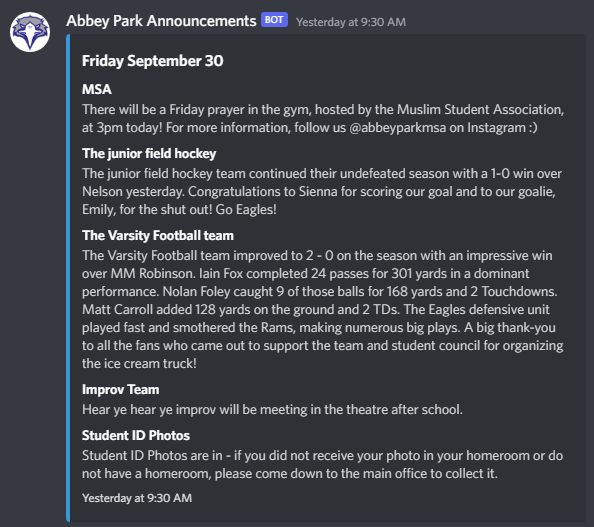 Abbey Park Announcements BOT Yesterday at 9:30 AM
Friday September 30
MSA
There will be a Friday prayer in the gym, hosted by the Muslim Student Association,
at 3pm today! For more information, follow us @abbeyparkmsa on Instagram :)
The junior field hockey
The junior field hockey team continued their undefeated season with a 1-0 win over
Nelson yesterday. Congratulations to Sienna for scoring our goal and to our goalie,
Emily, for the shut out! Go Eagles!
The Varsity Football team
The Varsity Football team improved to 2 - 0 on the season with an impressive win
over MM Robinson. Iain Fox completed 24 passes for 301 yards in a dominant
performance. Nolan Foley caught 9 of those balls for 168 yards and 2 Touchdowns.
Matt Carroll added 128 yards on the ground and 2 TDs. The Eagles defensive unit
played fast and smothered the Rams, making numerous big plays. A big thank-you
to all the fans who came out to support the team and student council for organizing
the ice cream truck!
Improv Team
Hear ye hear ye improv will be meeting in the theatre after school.
Student ID Photos
Student ID Photos are in - if you did not receive your photo in your homeroom or do
not have a homeroom, please come down to the main office to collect it.
Yesterday at 9:30 AM